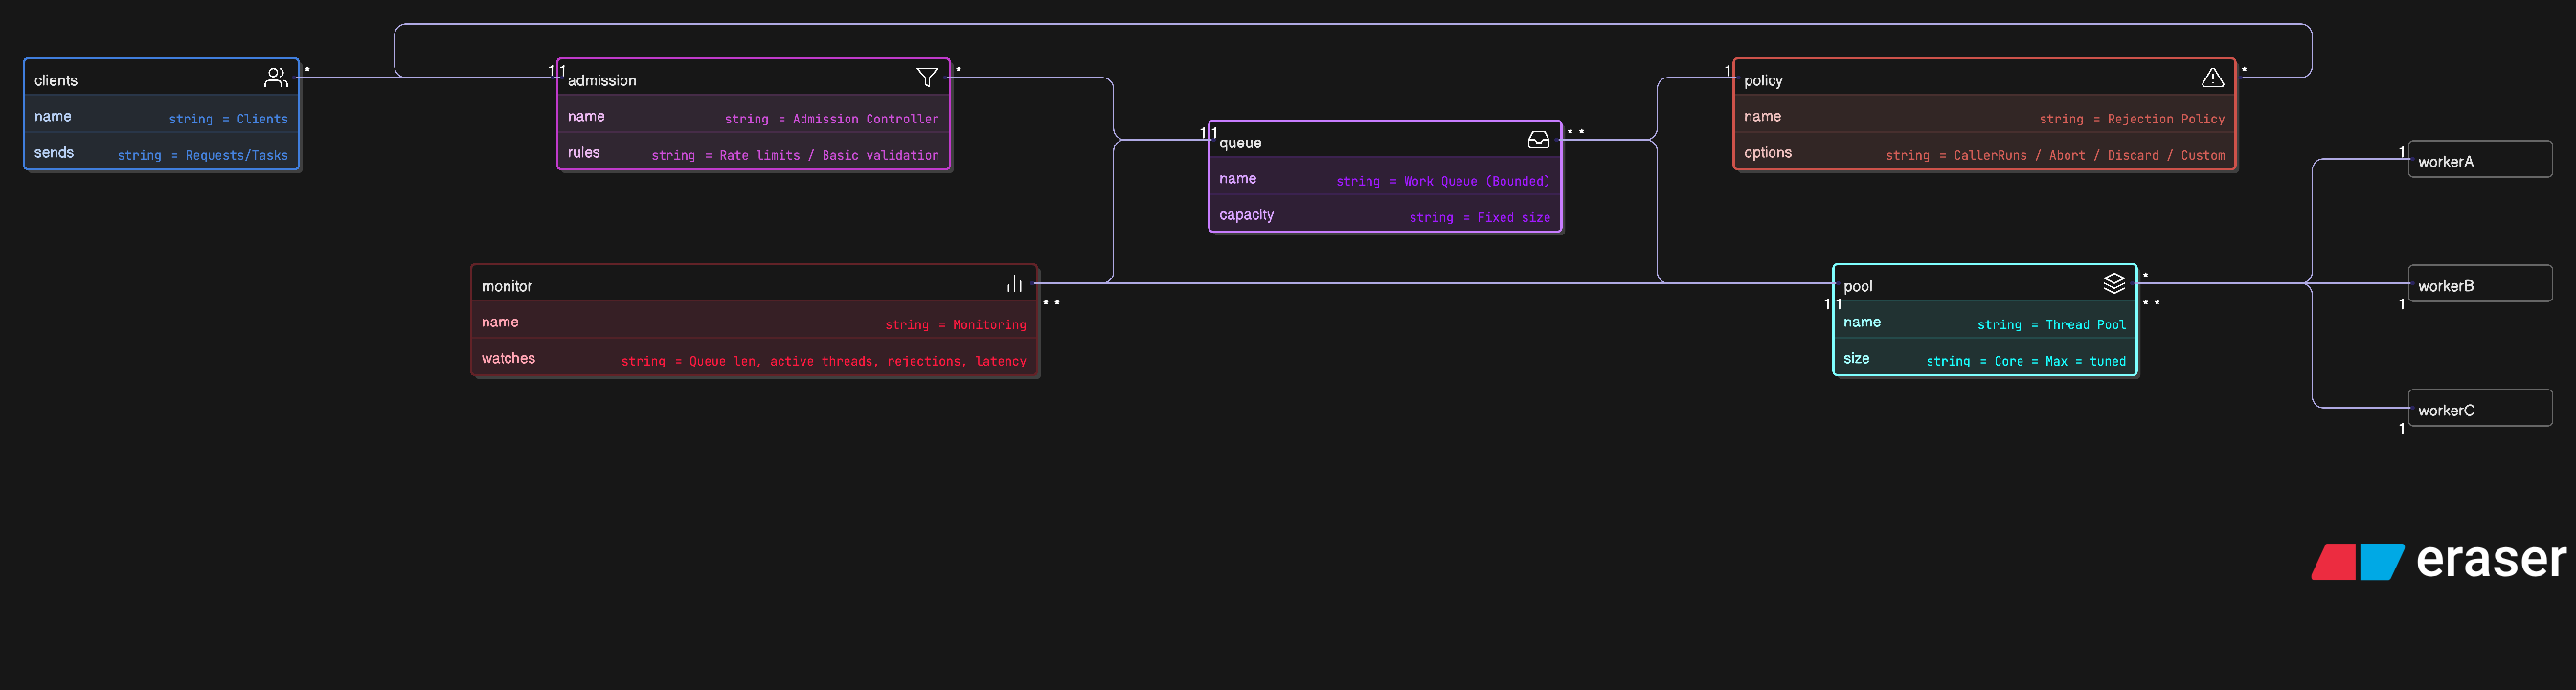 clients
name string = Clients
sends string = Requests/Tasks
*
1 1
admission
name string = Admission Controller
rules string = Rate limits / Basic validation
*
1 1
queue
name string = Work Queue (Bounded)
capacity string = Fixed size
* *
1
policy
name string = Rejection Policy
options string = CallerRuns / Abort / Discard / Custom
*
monitor
name string = Monitoring
watches string = Queue len, active threads, rejections, latency
* *
1 1
pool
name string = Thread Pool
size string = Core = Max = tuned
*
* *
1
workerA
workerB
1
workerC
1
eraser